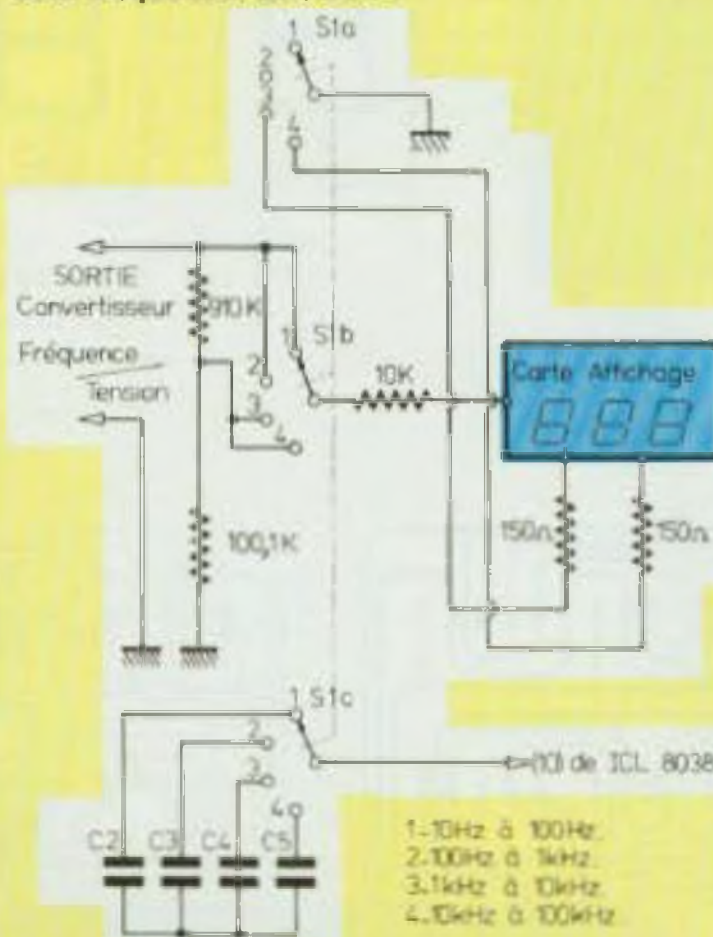 1 S1a
2
3
4
SORTIE
Convertisseur
Fréquence
Tension
910K
1 S1b
2
3
4
10K
Carte Affichage
888
100,1K
150Ω
150Ω
1 S1c
2
3
4
(10) de ICL 8038
C2 C3 C4 C5
1-10Hz à 100Hz.
2.100Hz à 1kHz.
3.1kHz à 10kHz.
4.10kHz à 100kHz.